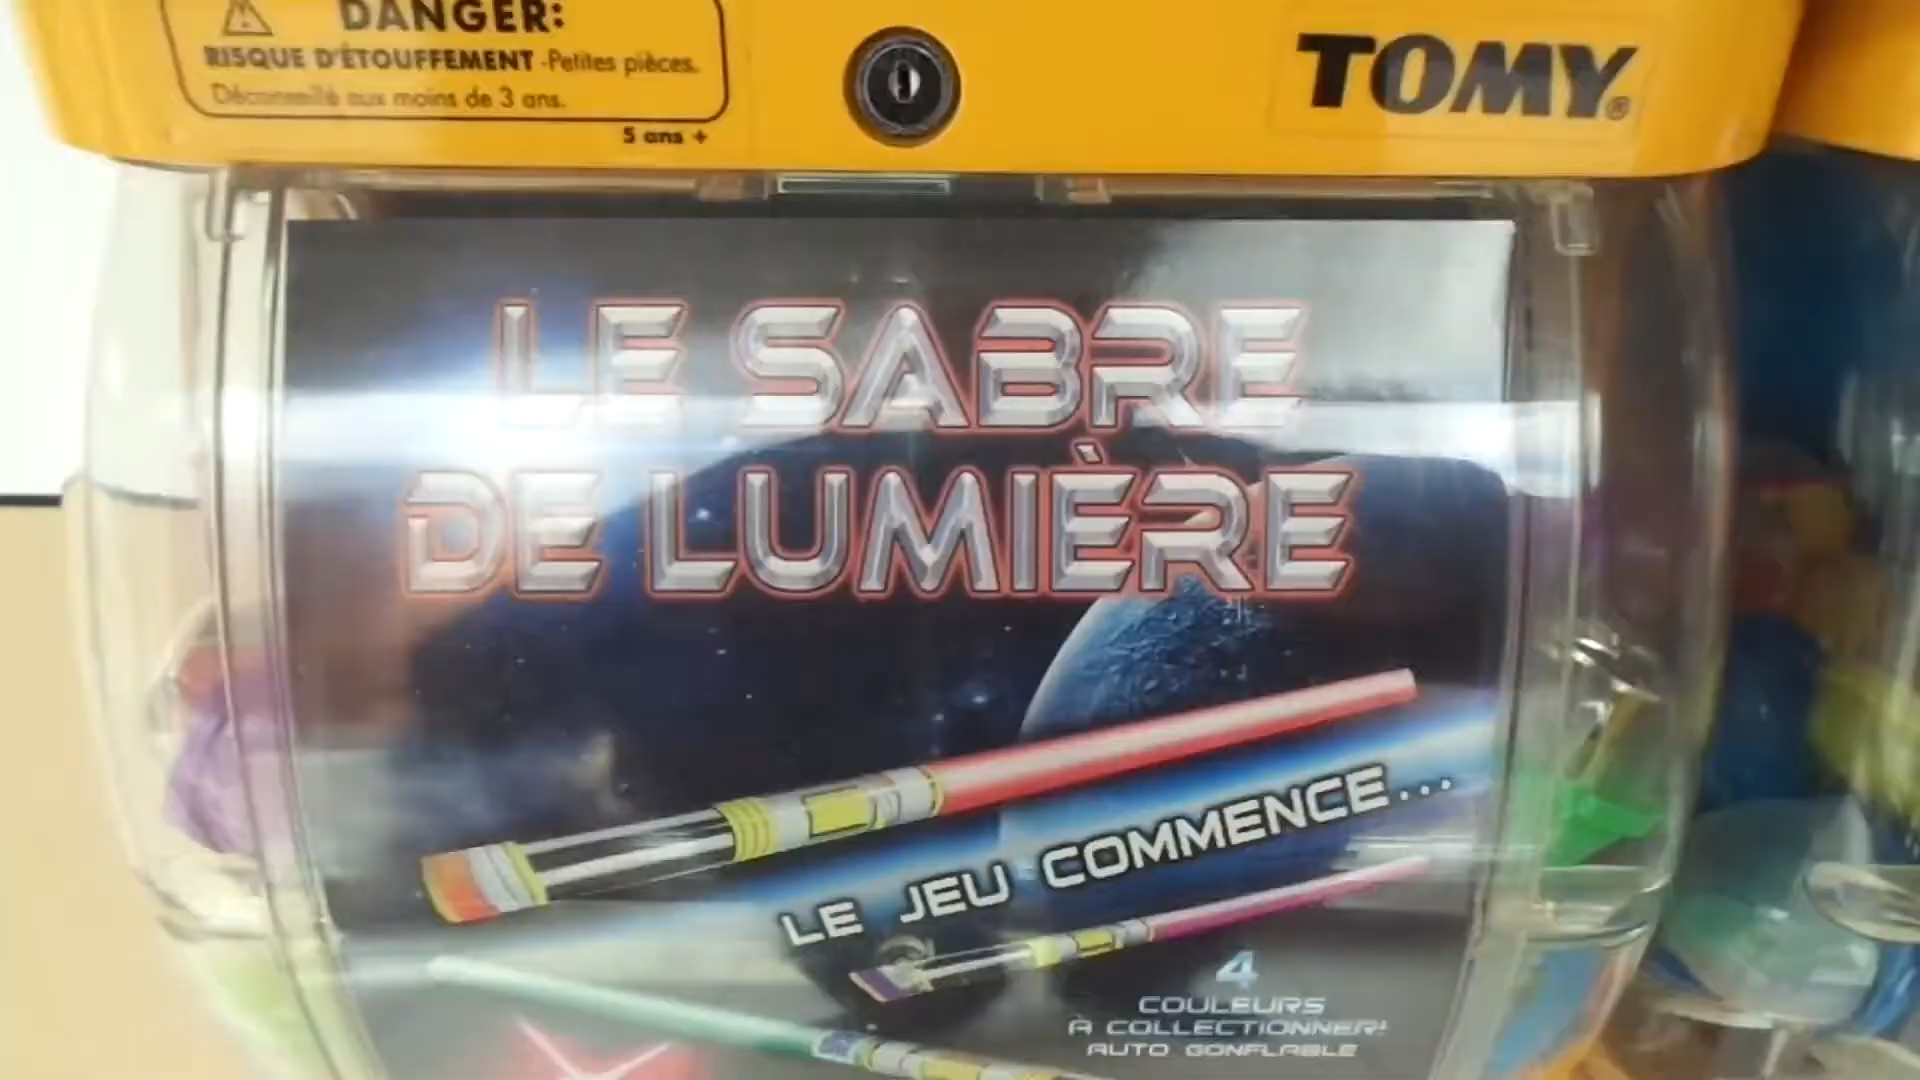 DANGER:
RISQUE D'ÉTOUFFEMENT -Petites pièces.
Déconseillé aux moins de 3 ans.
5 ans +
TOMY®
LE SABRE
DE LUMIÈRE
LE JEU COMMENCE...
4
COULEURS
À COLLECTIONNER!
AUTO GONFLABLE